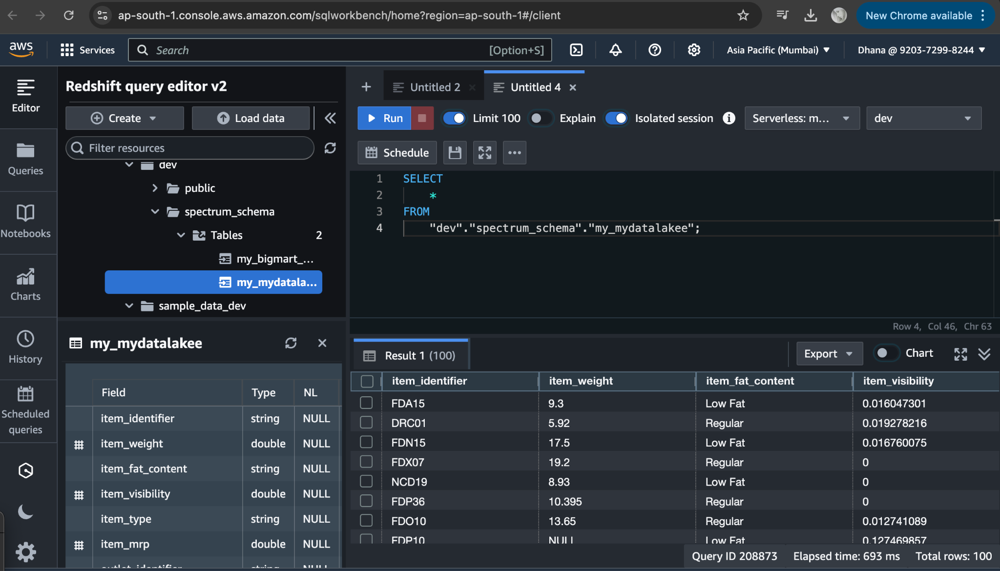 ap-south-1.console.aws.amazon.com/sqlworkbench/home?region=ap-south-1#/client
New Chrome available
aws
Services
Search
[Option+S]
Asia Pacific (Mumbai)
Dhana @ 9203-7299-8244
Editor
Queries
Notebooks
Charts
History
Scheduled
queries
Redshift query editor v2
Create
Load data
Filter resources
dev
public
spectrum_schema
Tables 2
my_bigmart_...
my_mydatala...
sample_data_dev
my_mydatalakee
Field Type NL
item_identifier string NULL
item_weight double NULL
item_fat_content string NULL
item_visibility double NULL
item_type string NULL
item_mrp double NULL
outlet_identifier string NULL
Untitled 2
Untitled 4
Run
Limit 100
Explain
Isolated session
Serverless: m...
dev
Schedule
1 SELECT
2 *
3 FROM
4 "dev"."spectrum_schema"."my_mydatalakee";
Row 4, Col 46, Chr 63
Result 1 (100)
Export
Chart
item_identifier item_weight item_fat_content item_visibility
FDA15 9.3 Low Fat 0.016047301
DRC01 5.92 Regular 0.019278216
FDN15 17.5 Low Fat 0.016760075
FDX07 19.2 Regular 0
NCD19 8.93 Low Fat 0
FDP36 10.395 Regular 0
FDO10 13.65 Regular 0.012741089
FDP10 NULL Low Fat 0.127469857
Query ID 208873 Elapsed time: 693 ms Total rows: 100